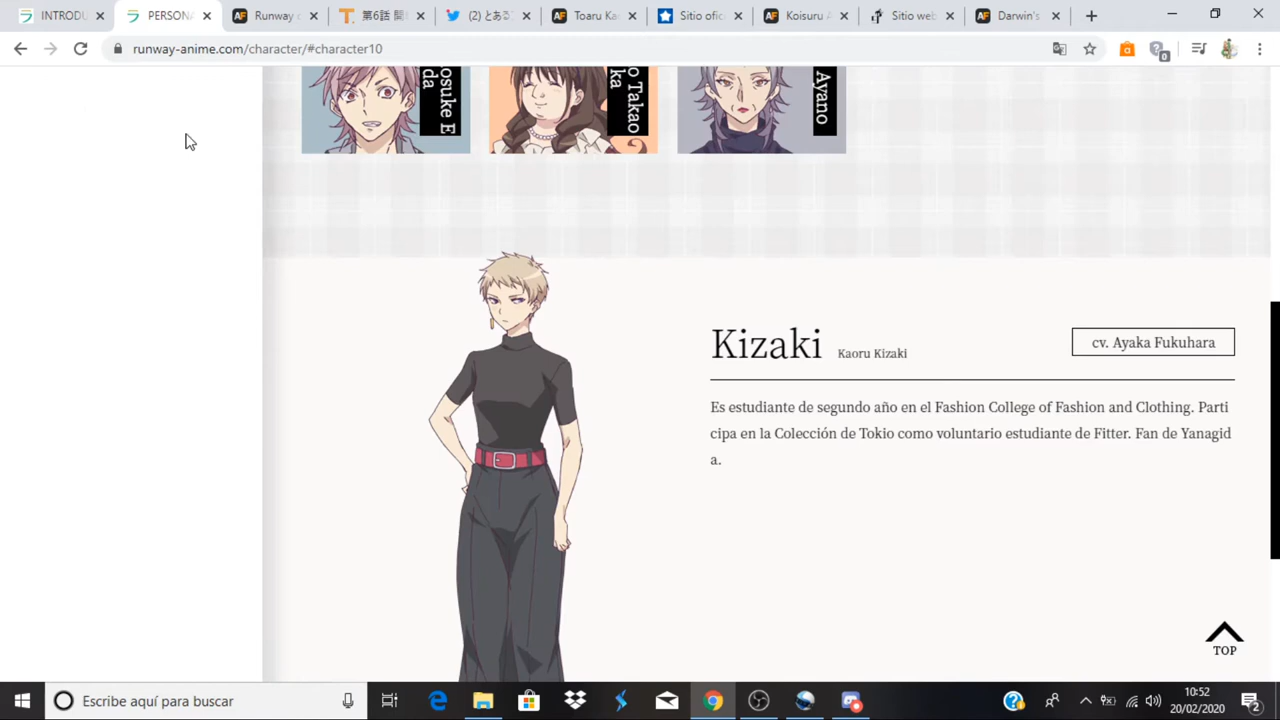 INTRODU
PERSONA
Runway
第6話
(2) とある
Toaru Ka
Sitio ofic
Koisuru A
Sitio web
Darwin's
runway-anime.com/character/#character10
0
osuke E
da
o Takao
ka
Ayano
Kizaki Kaoru Kizaki
cv. Ayaka Fukuhara
Es estudiante de segundo año en el Fashion College of Fashion and Clothing. Parti
cipa en la Colección de Tokio como voluntario estudiante de Fitter. Fan de Yanagid
a.
TOP
Escribe aquí para buscar
10:52
20/02/2020
2